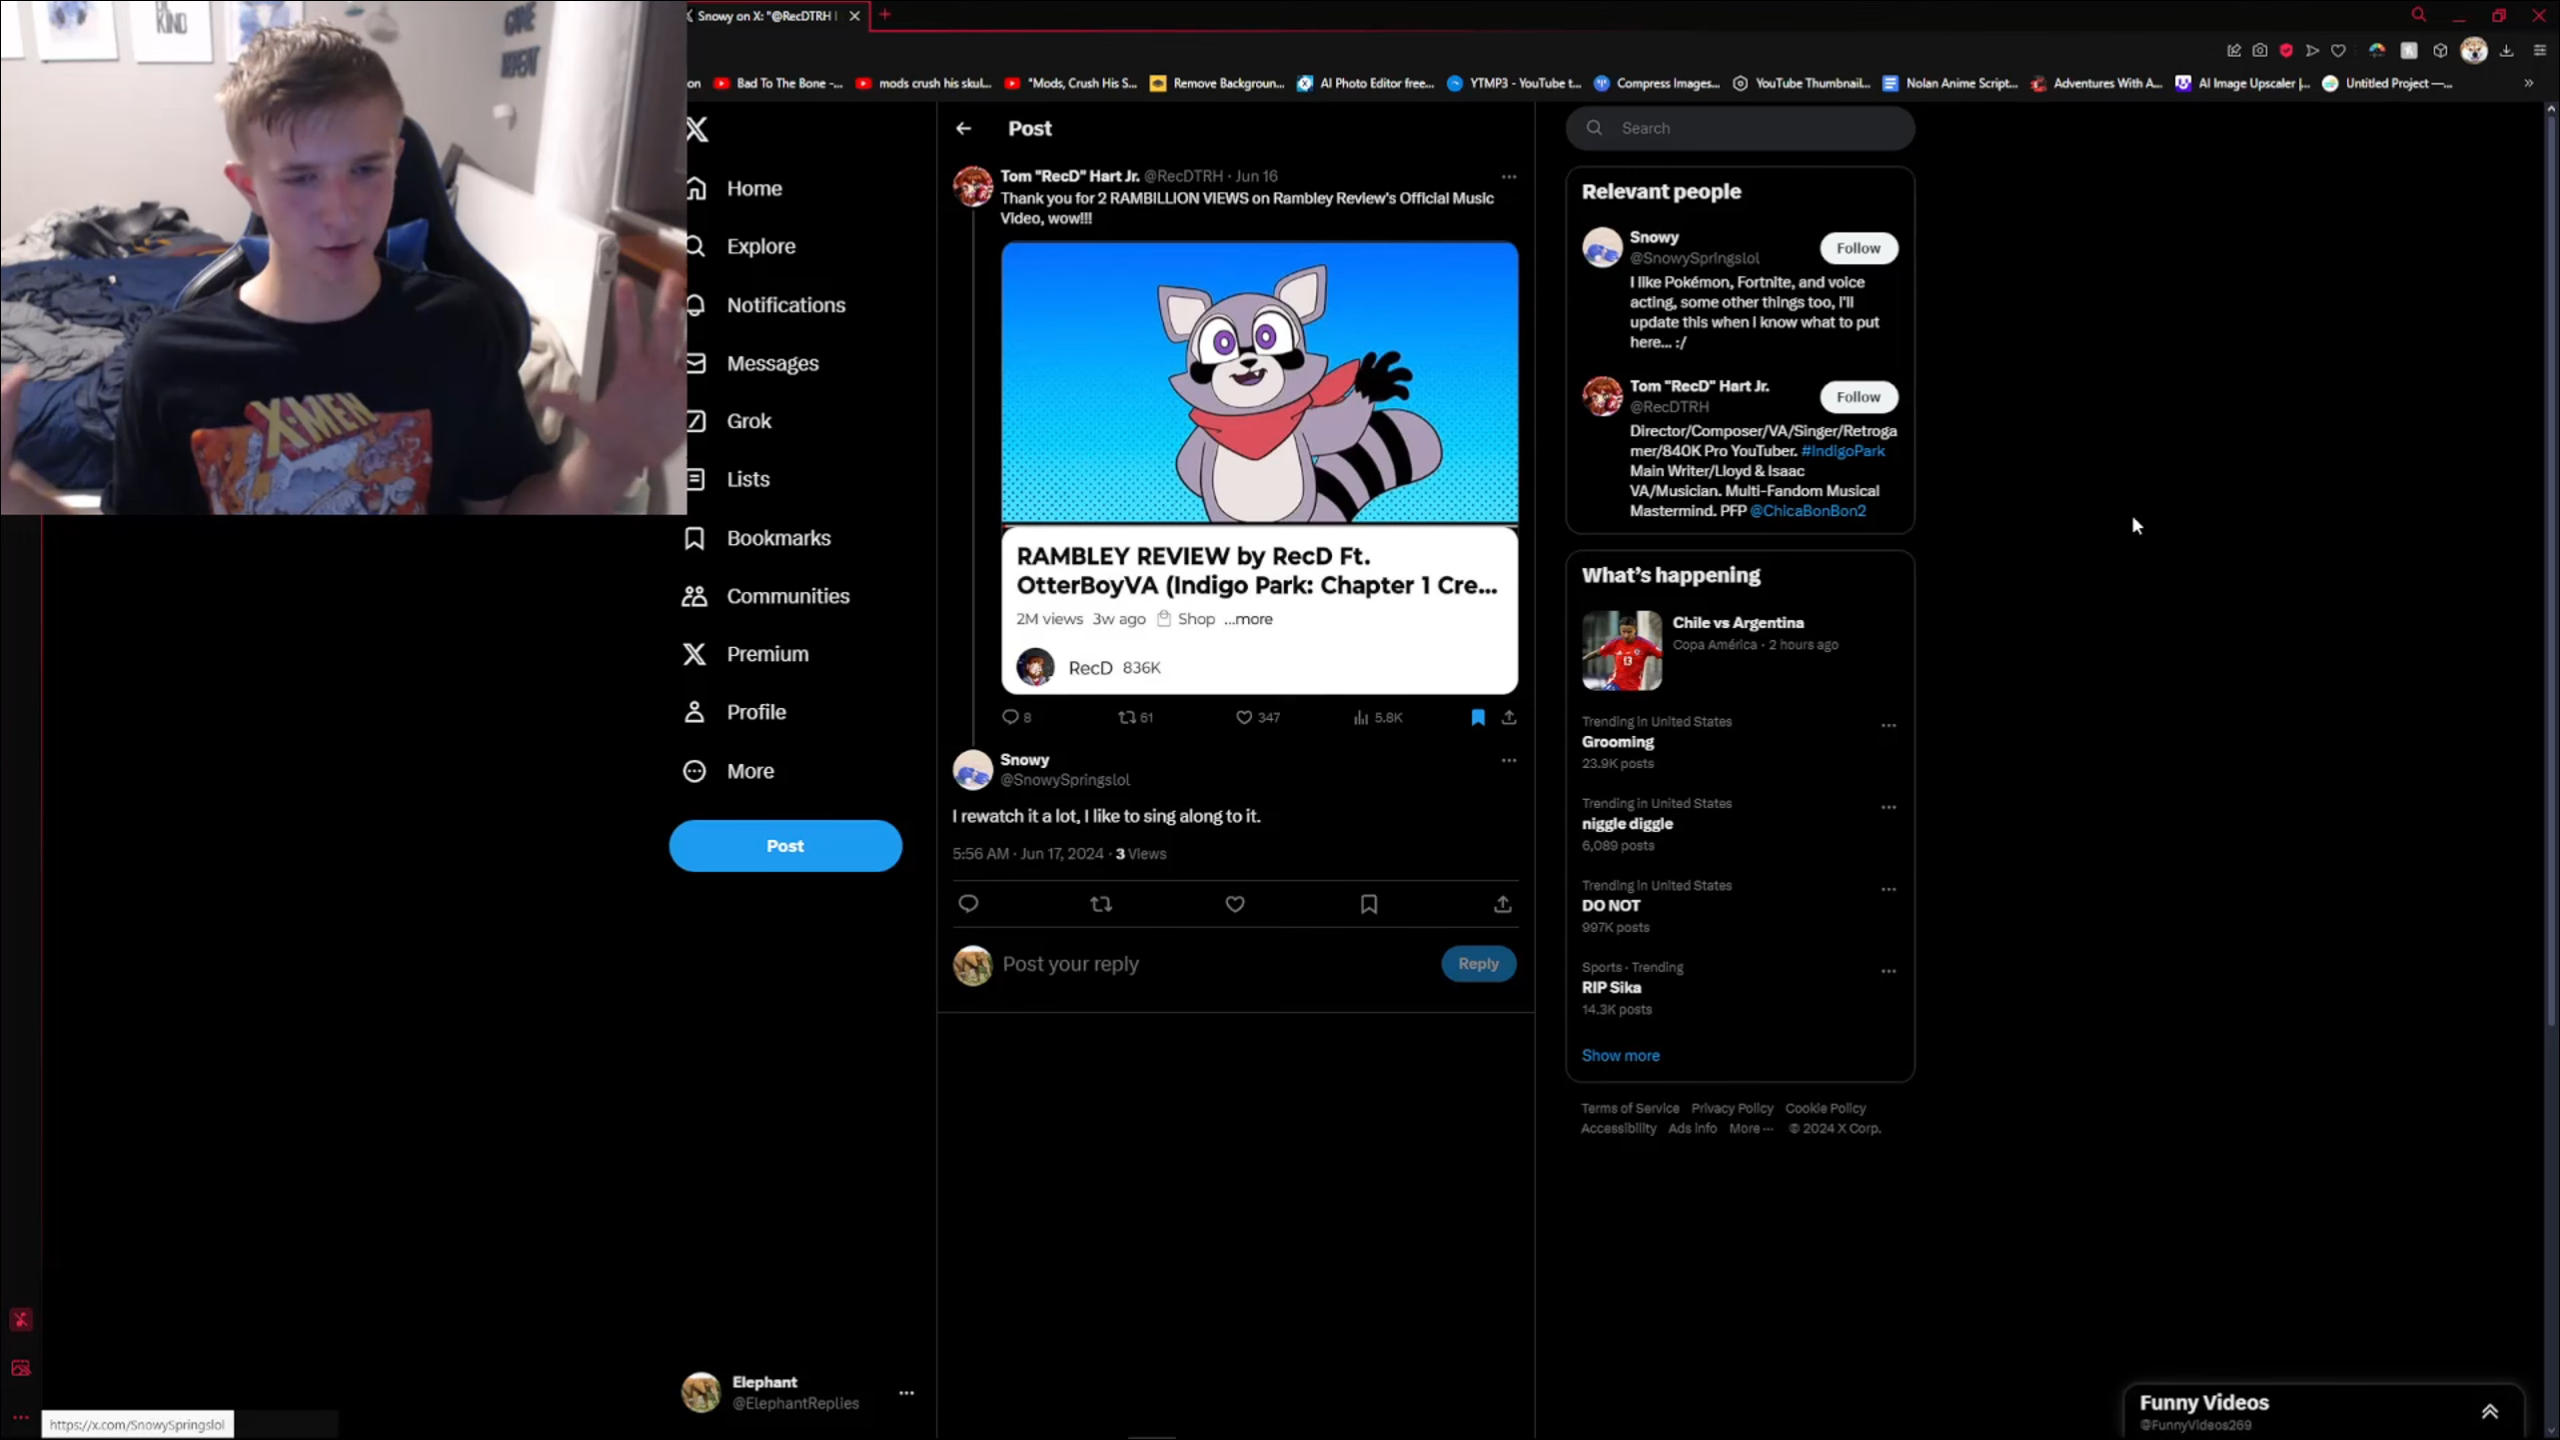 KIND
X-MEN
Snowy on X: "@RecDTRH
on
Bad To The Bone -...
mods crush his skul...
"Mods, Crush His S...
Remove Backgroun...
AI Photo Editor free...
YTMP3 - YouTube t...
Compress Images...
YouTube Thumbnail...
Nolan Anime Script...
Adventures With A...
AI Image Upscaler |...
Untitled Project —...
Home
Explore
Notifications
Messages
Grok
Lists
Bookmarks
Communities
Premium
Profile
More
Post
Elephant
@ElephantReplies
https://x.com/SnowySpringslol
Post
Tom "RecD" Hart Jr. @RecDTRH · Jun 16
Thank you for 2 RAMBILLION VIEWS on Rambley Review's Official Music
Video, wow!!!
RAMBLEY REVIEW by RecD Ft.
OtterBoyVA (Indigo Park: Chapter 1 Cre...
2M views 3w ago Shop ...more
RecD 836K
8 61 347 5.8K
Snowy
@SnowySpringslol
I rewatch it a lot, I like to sing along to it.
5:56 AM · Jun 17, 2024 · 3 Views
Post your reply
Reply
Search
Relevant people
Snowy
@SnowySpringslol
Follow
I like Pokémon, Fortnite, and voice
acting, some other things too, I'll
update this when I know what to put
here... :/
Tom "RecD" Hart Jr.
@RecDTRH
Follow
Director/Composer/VA/Singer/Retroga
mer/840K Pro YouTuber. #IndigoPark
Main Writer/Lloyd & Isaac
VA/Musician. Multi-Fandom Musical
Mastermind. PFP @ChicaBonBon2
What's happening
Chile vs Argentina
Copa América · 2 hours ago
13
Trending in United States
Grooming
23.9K posts
Trending in United States
niggle diggle
6,089 posts
Trending in United States
DO NOT
997K posts
Sports · Trending
RIP Sika
14.3K posts
Show more
Terms of Service Privacy Policy Cookie Policy
Accessibility Ads info More ··· © 2024 X Corp.
Funny Videos
@FunnyVideos269